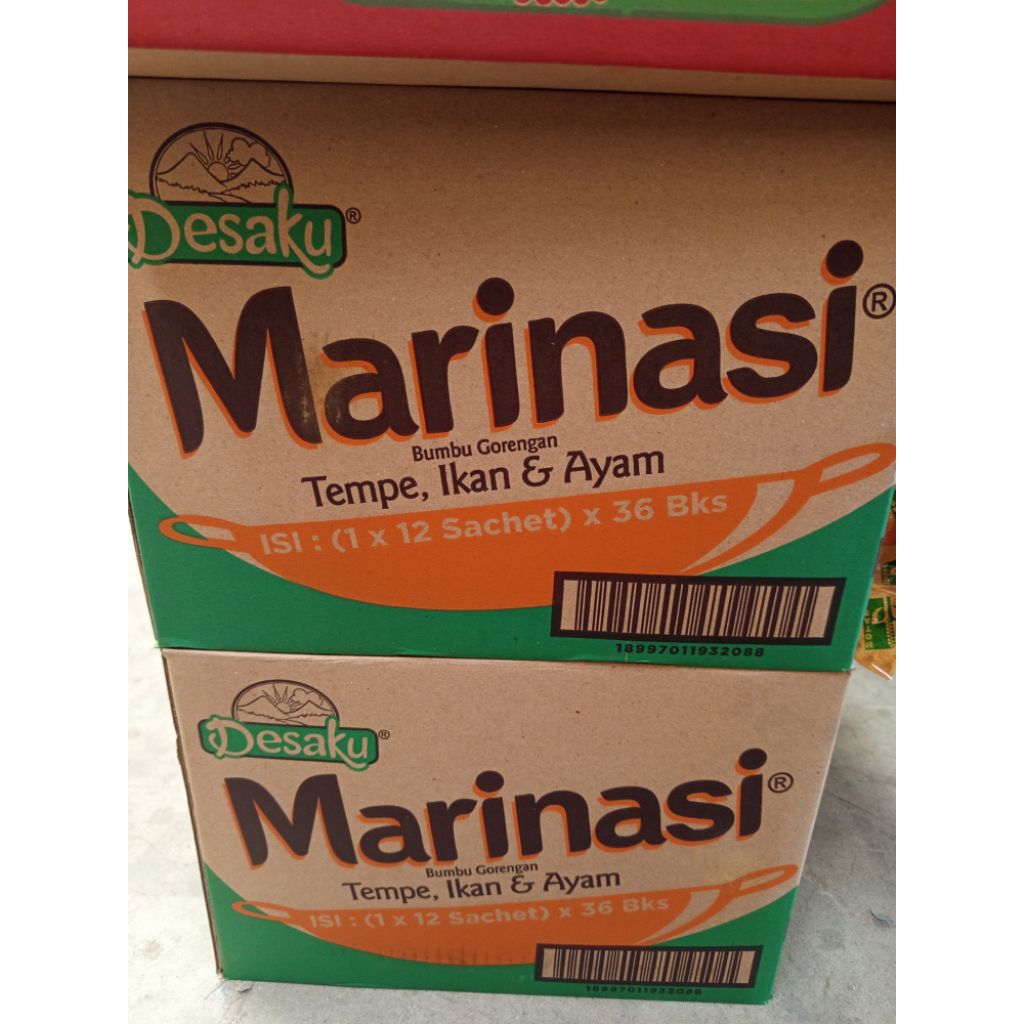 Desaku®
Marinasi®
Bumbu Gorengan
Tempe, Ikan & Ayam
ISI : (1 x 12 Sachet) x 36 Bks
18997011932088
Desaku®
Marinasi®
Bumbu Gorengan
Tempe, Ikan & Ayam
ISI : (1 x 12 Sachet) x 36 Bks
18997011932088